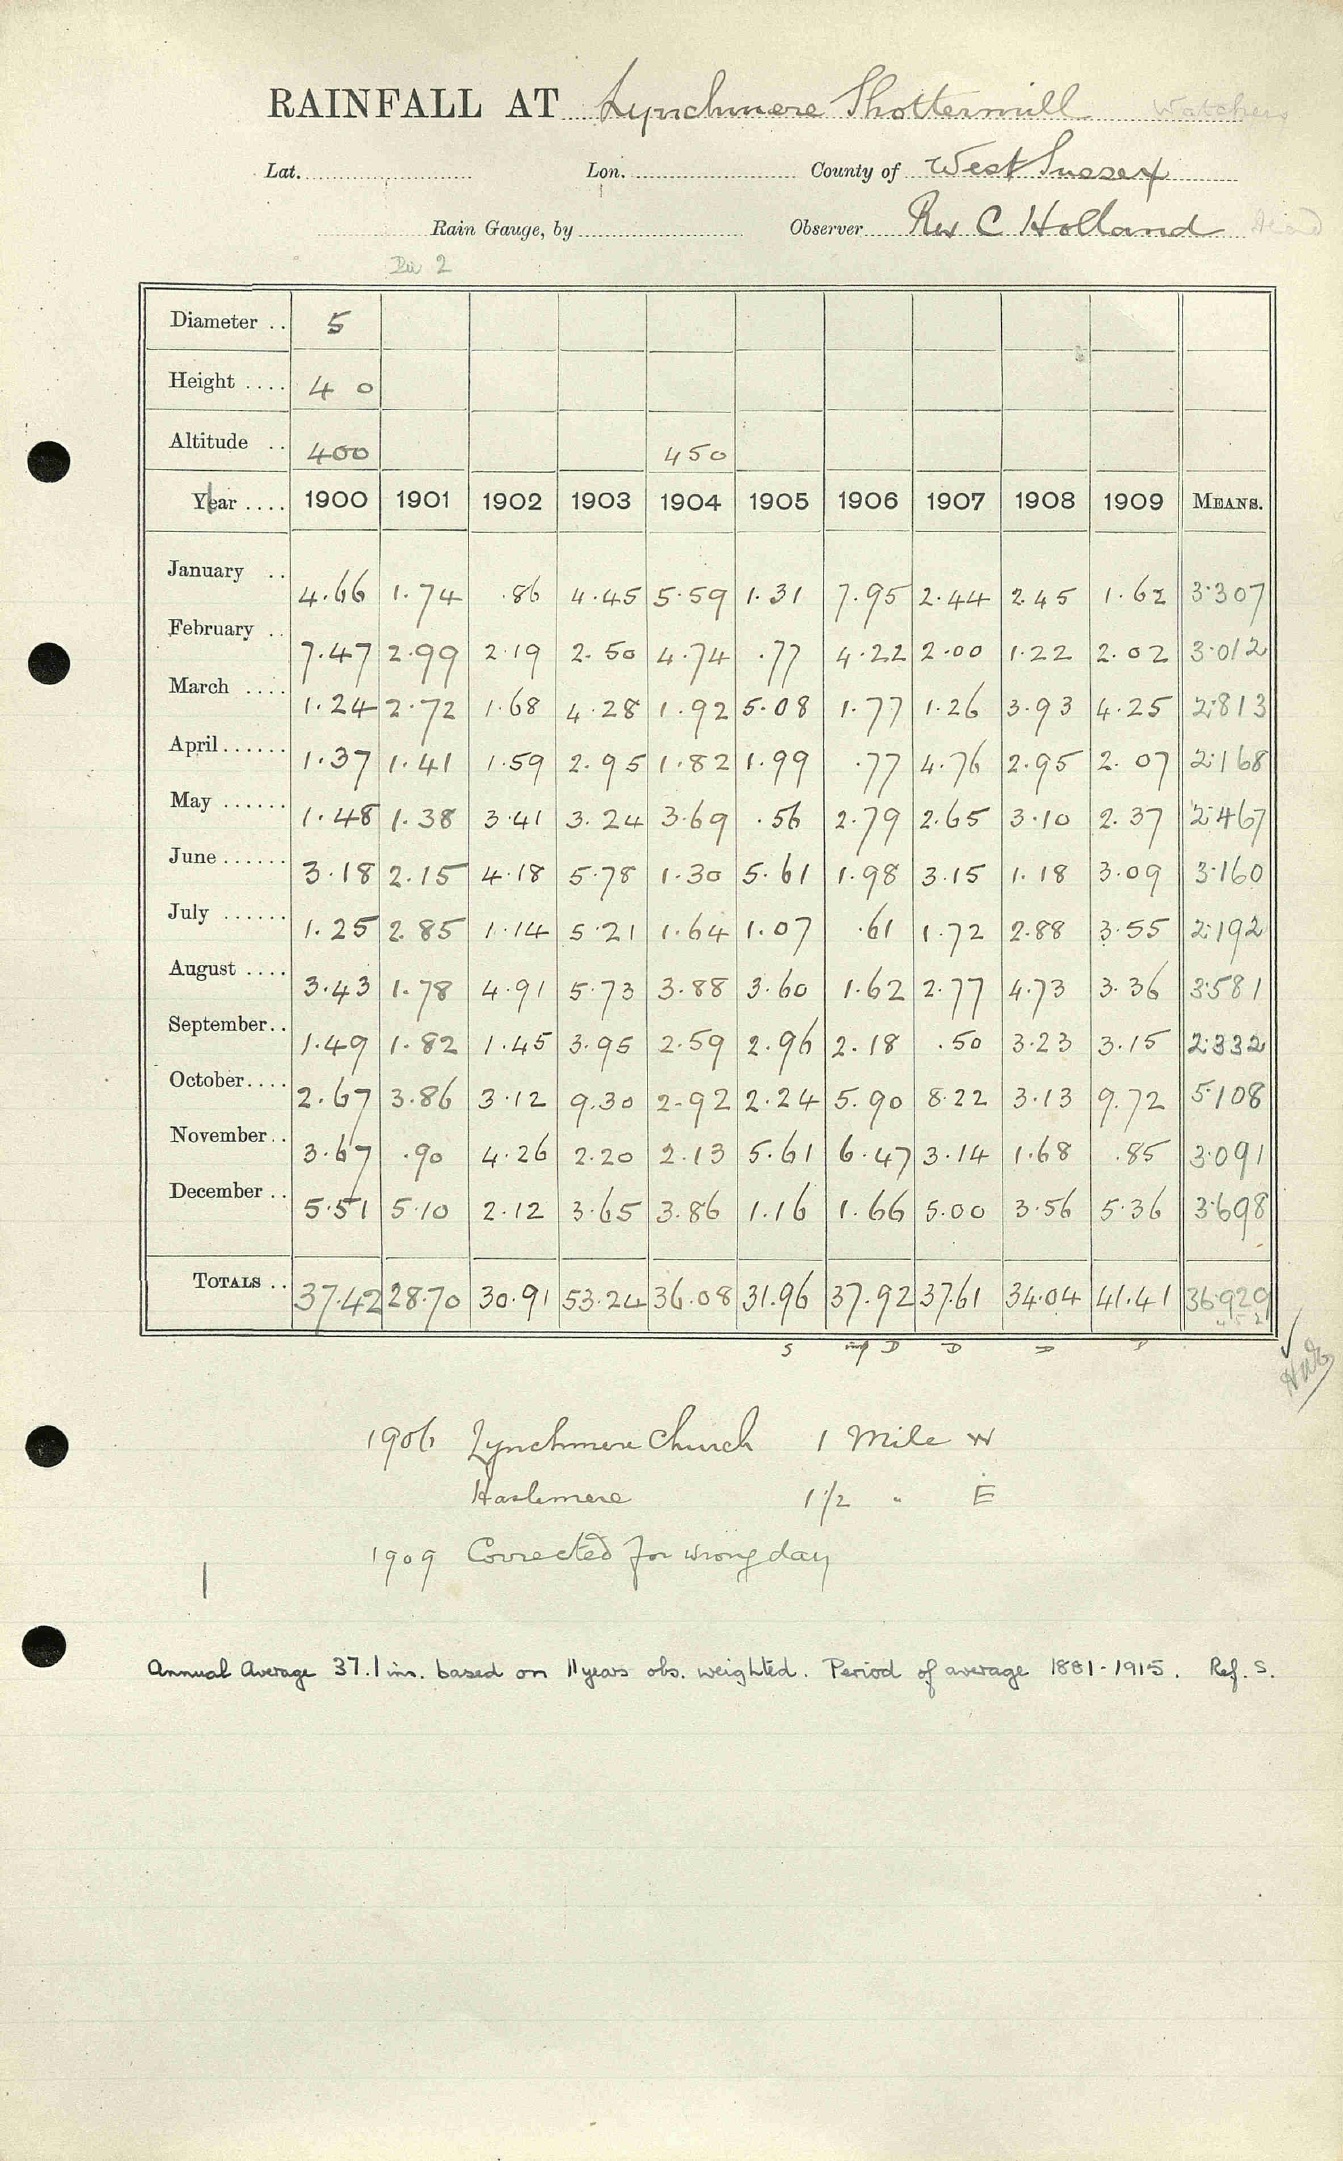 RAINFALL AT Lynchmere Shottermill Watchers
Lat. Lon. County of West Sussex
Rain Gauge, by Observer Rev C Holland
Div 2
Diameter .. 5
Height .... 4 0
Altitude .. 400 450
Year .... 1900 1901 1902 1903 1904 1905 1906 1907 1908 1909 MEANS.
January .. 4.66 1.74 .86 4.45 5.59 1.31 7.95 2.44 2.45 1.62 3.307
February .. 7.47 2.99 2.19 2.50 4.74 .77 4.22 2.00 1.22 2.02 3.012
March .... 1.24 2.72 1.68 4.28 1.92 5.08 1.77 1.26 3.93 4.25 2.813
April...... 1.37 1.41 1.59 2.95 1.82 1.99 .77 4.76 2.95 2.07 2.168
May ...... 1.48 1.38 3.41 3.24 3.69 .56 2.79 2.65 3.10 2.37 2.467
June ...... 3.18 2.15 4.18 5.78 1.30 5.61 1.98 3.15 1.18 3.09 3.160
July ...... 1.25 2.85 1.14 5.21 1.64 1.07 .61 1.72 2.88 3.55 2.192
August .... 3.43 1.78 4.91 5.73 3.88 3.60 1.62 2.77 4.73 3.36 3.581
September.. 1.49 1.82 1.45 3.95 2.59 2.96 2.18 .50 3.23 3.15 2.332
October.... 2.67 3.86 3.12 9.30 2.92 2.24 5.90 8.22 3.13 9.72 5.108
November.. 3.67 .90 4.26 2.20 2.13 5.61 6.47 3.14 1.68 .85 3.091
December .. 5.51 5.10 2.12 3.65 3.86 1.16 1.66 5.00 3.56 5.36 3.698
TOTALS .. 37.42 28.70 30.91 53.24 36.08 31.96 37.92 37.61 34.04 41.41 36.929
S D D D
1906 Lynchmere Church 1 Mile W
Haslemere 1 1/2 " E
1909 Corrected for wrong day
Annual Average 37.1 ins. based on 11 years obs. weighted. Period of average 1881-1915. Ref. S.